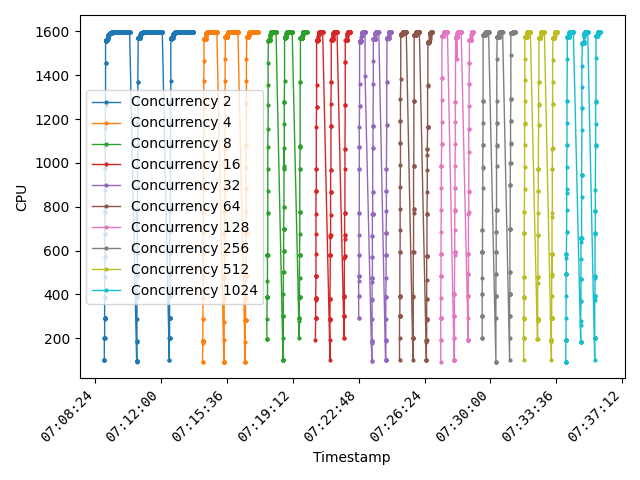 1600
1400
1200
1000
800
600
400
200
CPU
Concurrency 2
Concurrency 4
Concurrency 8
Concurrency 16
Concurrency 32
Concurrency 64
Concurrency 128
Concurrency 256
Concurrency 512
Concurrency 1024
07:08:24
07:12:00
07:15:36
07:19:12
07:22:48
07:26:24
07:30:00
07:33:36
07:37:12
Timestamp